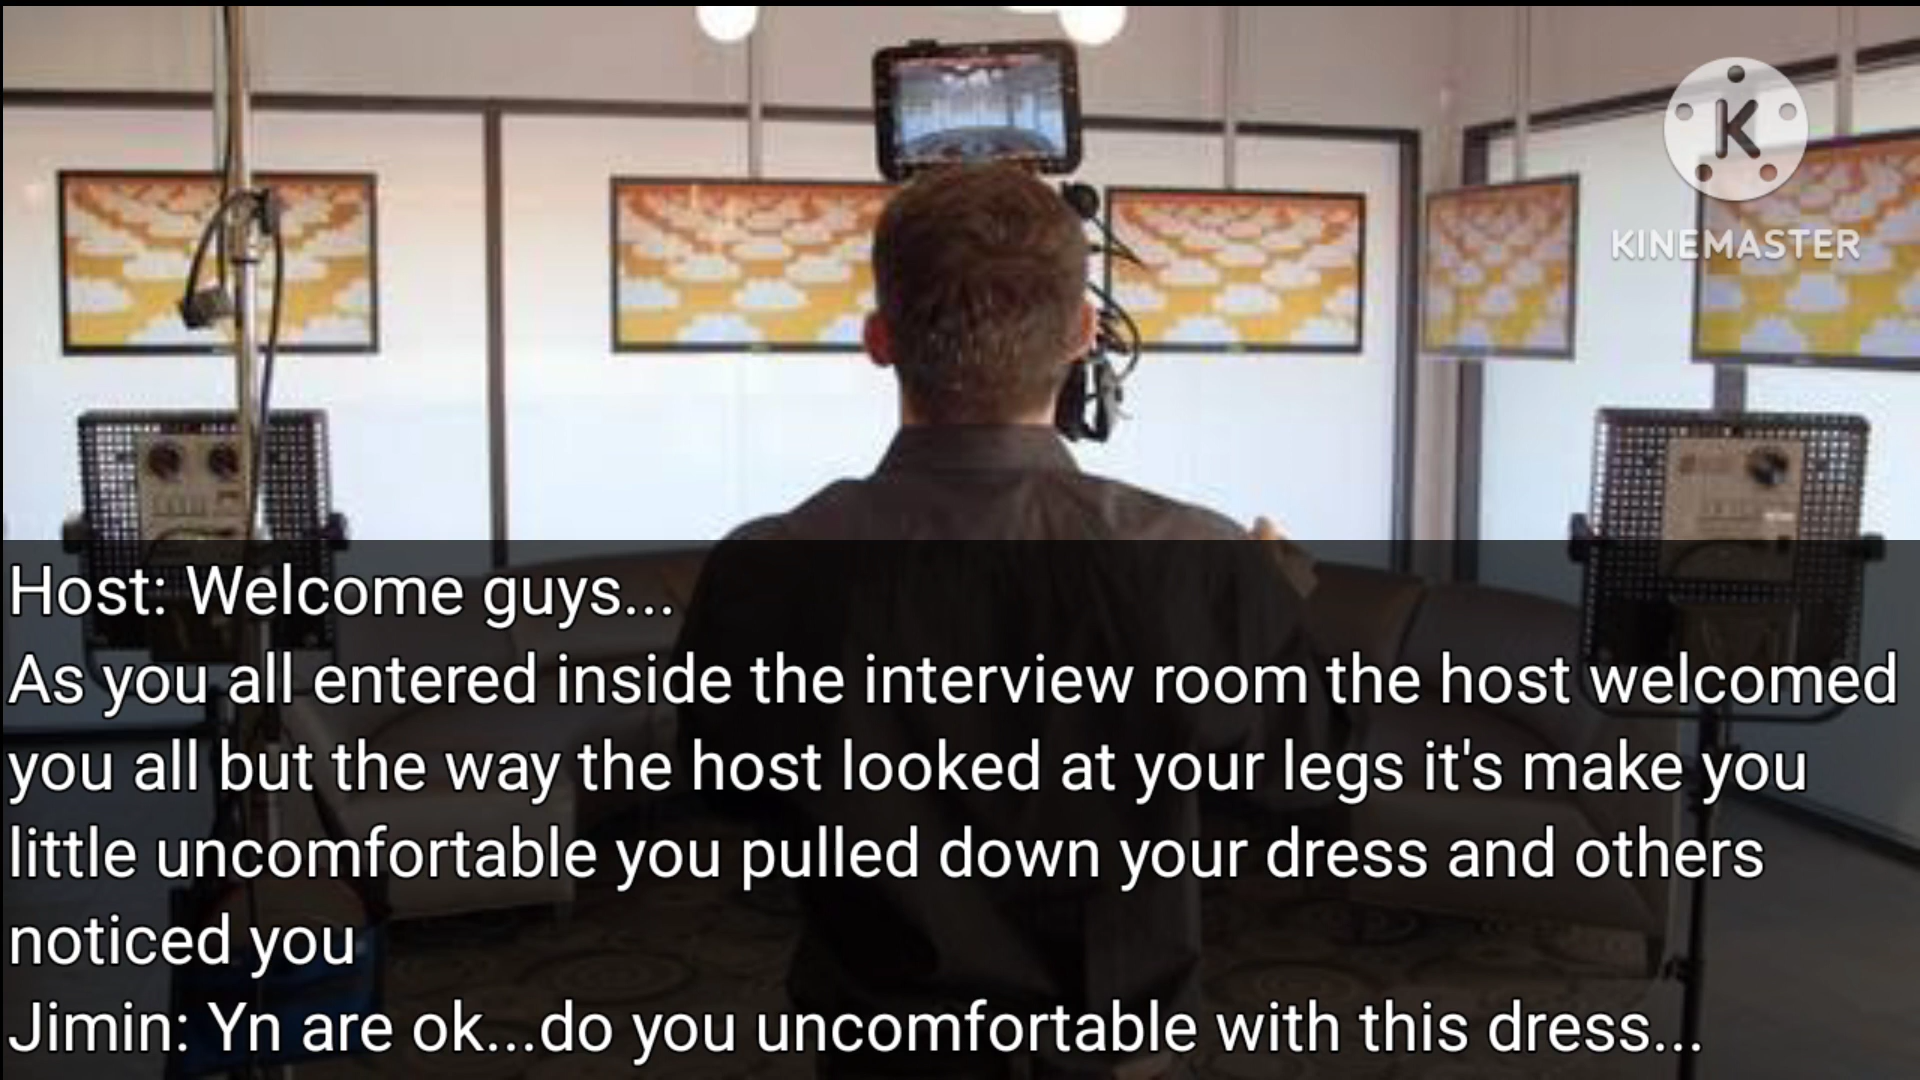 K
KINEMASTER
Host: Welcome guys...
As you all entered inside the interview room the host welcomed
you all but the way the host looked at your legs it's make you
little uncomfortable you pulled down your dress and others
noticed you
Jimin: Yn are ok...do you uncomfortable with this dress...